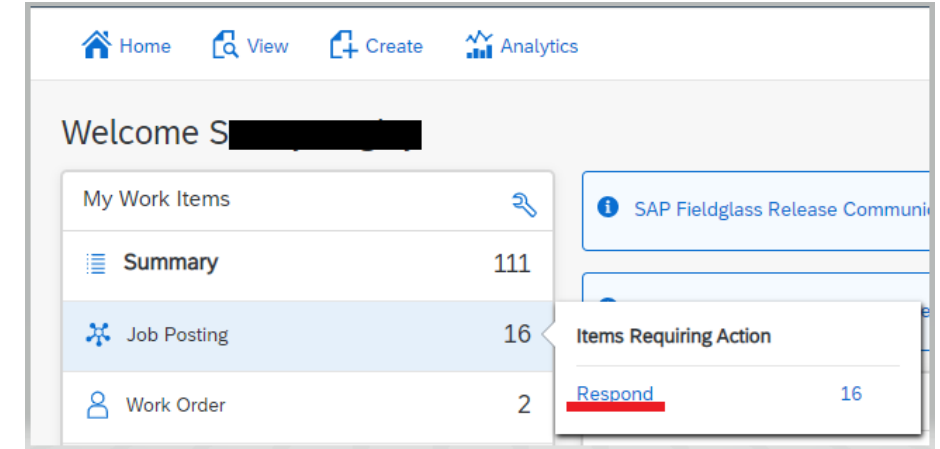 Home View Create Analytics
Welcome S
My Work Items
SAP Fieldglass Release
Summary 111
Job Posting 16
Items Requiring Action
Respond 16
Work Order 2